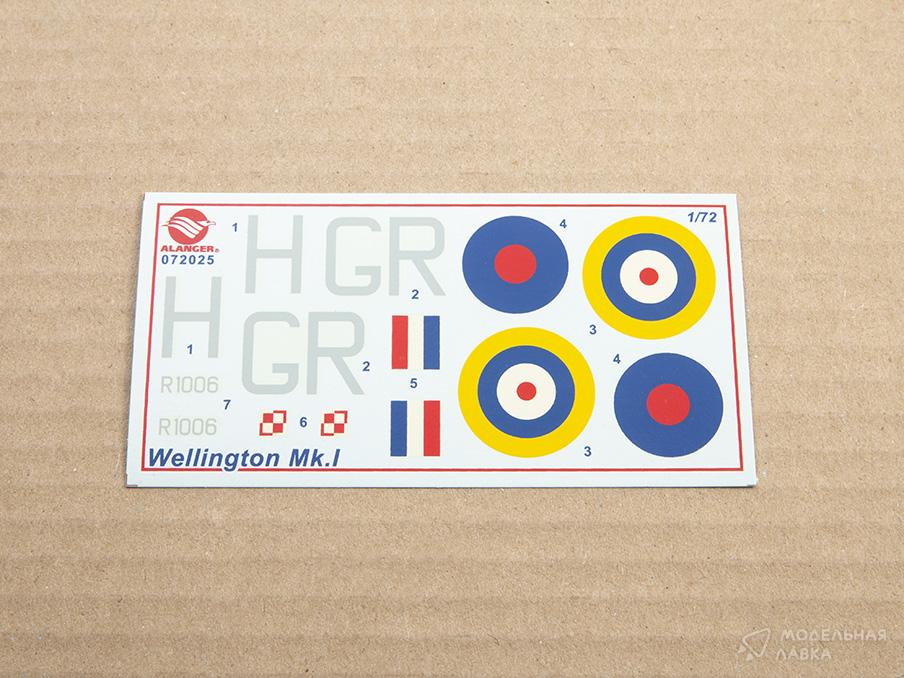 ALANGER®
072025
1
H
GR
2
4
1/72
H
1
GR
2
3
4
R1006
7
5
R1006
6
3
Wellington Mk.I
МОДЕЛЬНАЯ
ЛАВКА